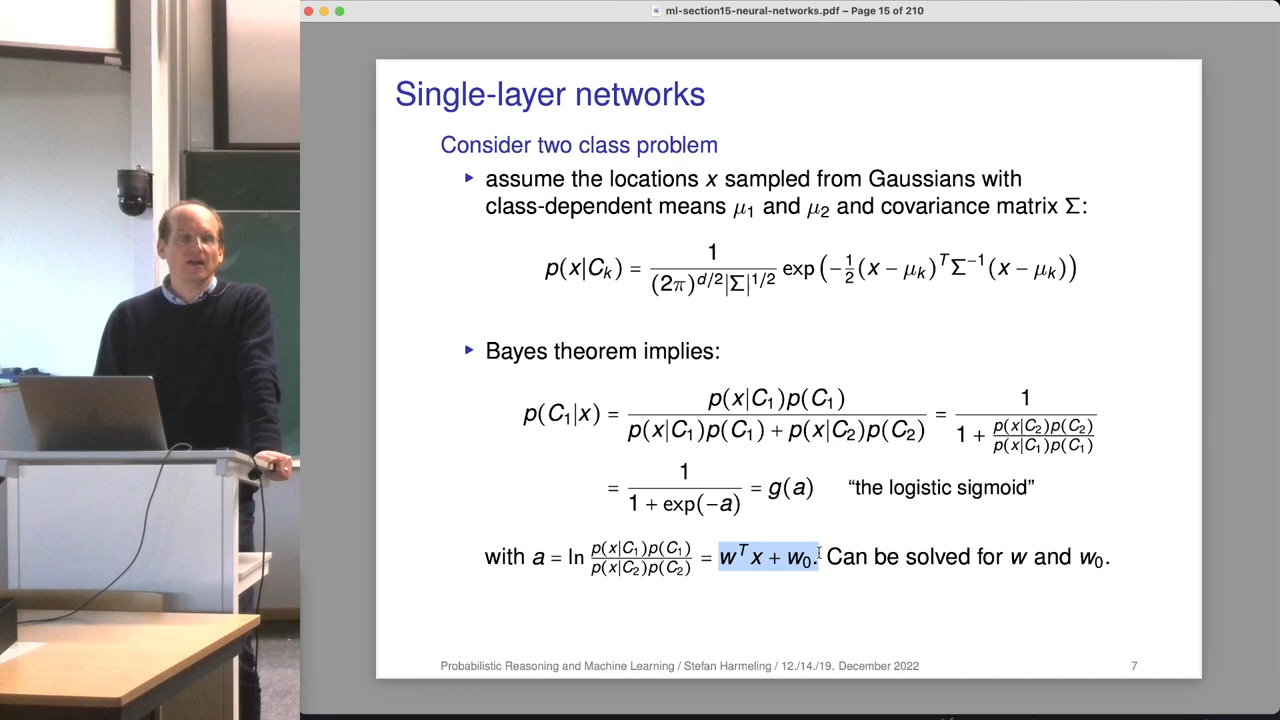 ml-section15-neural-networks.pdf – Page 15 of 210
Single-layer networks
Consider two class problem
▸ assume the locations x sampled from Gaussians with
class-dependent means μ₁ and μ₂ and covariance matrix Σ:
p(x|Cₖ) = 1 / ((2π)^{d/2}|Σ|^{1/2}) exp(−½(x − μₖ)ᵀΣ⁻¹(x − μₖ))
▸ Bayes theorem implies:
p(C₁|x) = p(x|C₁)p(C₁) / (p(x|C₁)p(C₁) + p(x|C₂)p(C₂)) = 1 / (1 + p(x|C₂)p(C₂) / (p(x|C₁)p(C₁)))
= 1 / (1 + exp(−a)) = g(a) “the logistic sigmoid”
with a = ln p(x|C₁)p(C₁) / (p(x|C₂)p(C₂)) = wᵀx + w₀. Can be solved for w and w₀.
Probabilistic Reasoning and Machine Learning / Stefan Harmeling / 12./14./19. December 2022 7